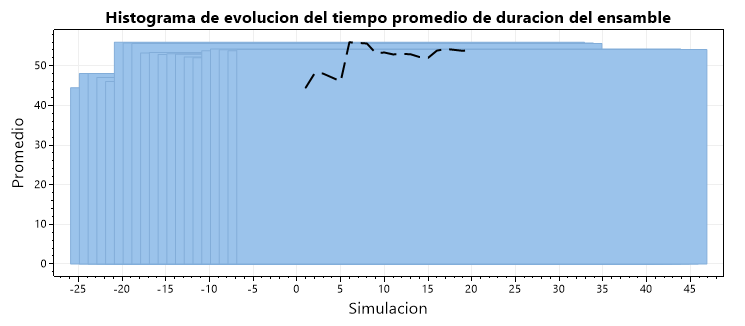 Histograma de evolucion del tiempo promedio de duracion del ensamble
Promedio
50
40
30
20
10
0
-25 -20 -15 -10 -5 0 5 10 15 20 25 30 35 40 45
Simulacion